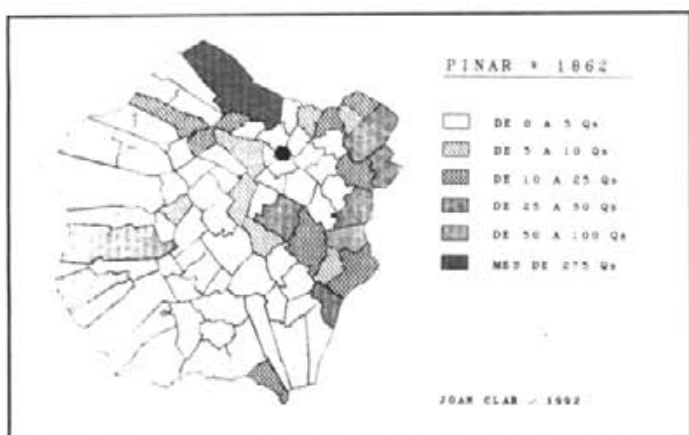 PINAR * 1862
DE 0 A 5 Qs
DE 5 A 10 Qs
DE 10 A 25 Qs
DE 25 A 50 Qs
DE 50 A 100 Qs
MES DE 275 Qs
JOAN CLAR - 1992